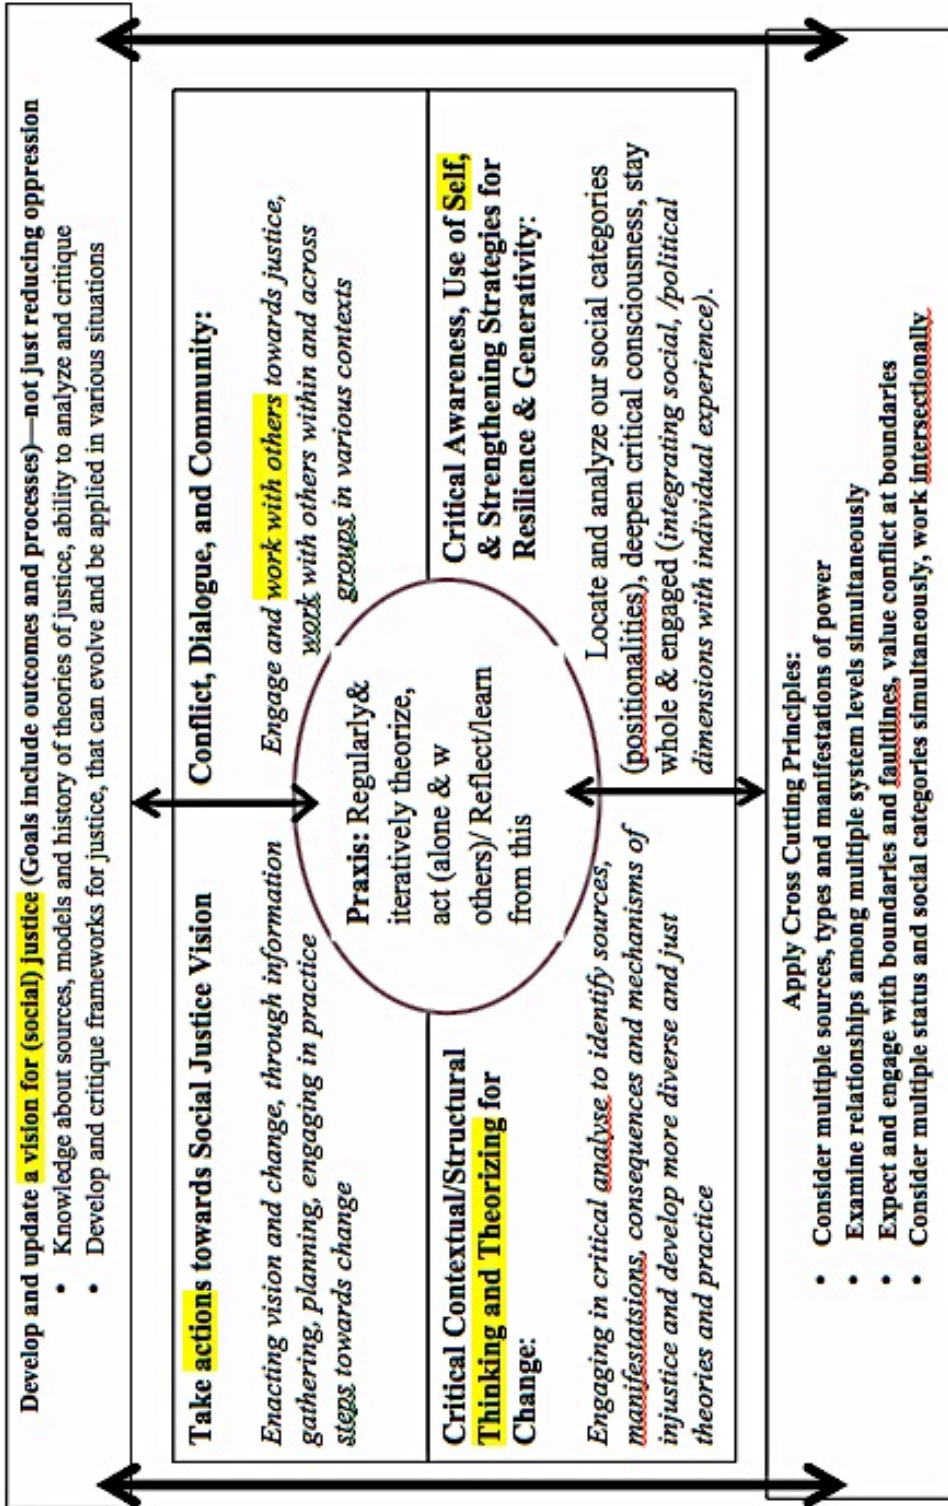 Develop and update a vision for (social) justice (Goals include outcomes and processes)—not just reducing oppression
• Knowledge about sources, models and history of theories of justice, ability to analyze and critique
• Develop and critique frameworks for justice, that can evolve and be applied in various situations
Take actions towards Social Justice Vision
Enacting vision and change, through information
gathering, planning, engaging in practice
steps towards change
Conflict, Dialogue, and Community:
Engage and work with others towards justice,
work with others within and across
groups in various contexts
Praxis: Regularly&
iteratively theorize,
act (alone & w
others)/ Reflect/learn
from this
Critical Contextual/Structural
Thinking and Theorizing for
Change:
Engaging in critical analyse to identify sources,
manifestatsions, consequences and mechanisms of
injustice and develop more diverse and just
theories and practice
Critical Awareness, Use of Self,
& Strengthening Strategies for
Resilience & Generativity:
Locate and analyze our social categories
(positionalities), deepen critical consciousness, stay
whole & engaged (integrating social, /political
dimensions with individual experience).
Apply Cross Cutting Principles:
• Consider multiple sources, types and manifestations of power
• Examine relationships among multiple system levels simultaneously
• Expect and engage with boundaries and faultlines, value conflict at boundaries
• Consider multiple status and social categories simultaneously, work intersectionally